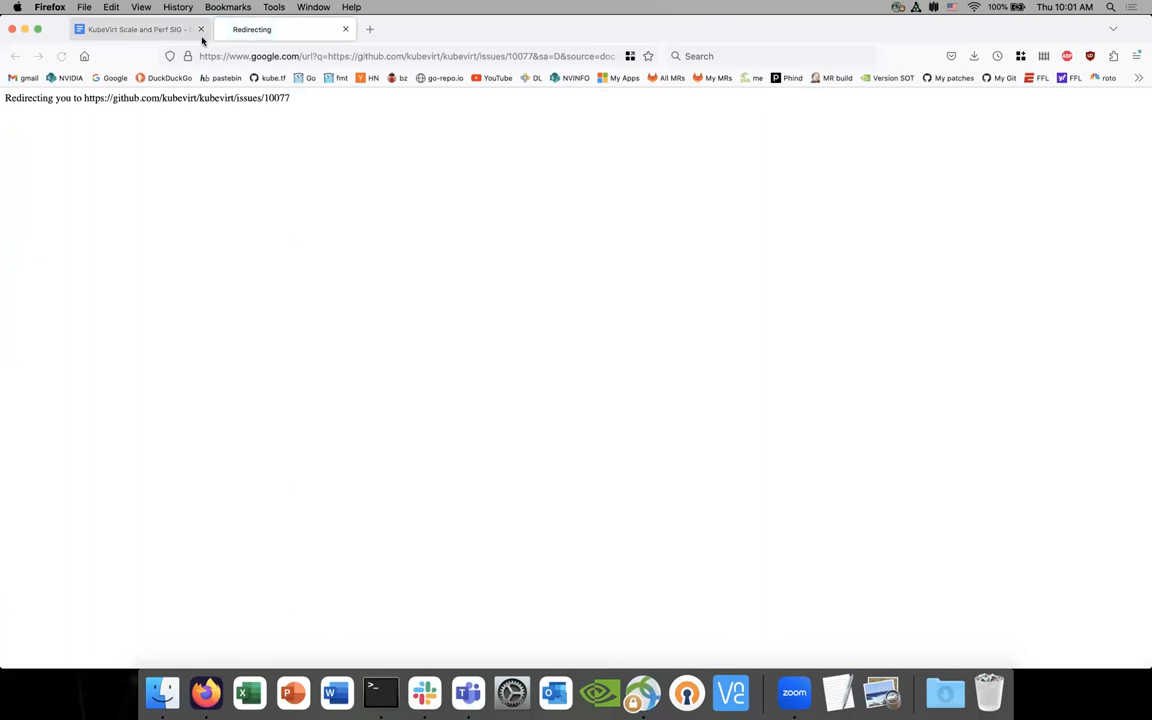 Firefox File Edit View History Bookmarks Tools Window Help 100% Thu 10:01 AM
KubeVirt Scale and Perf SIG - Redirecting
https://www.google.com/url?q=https://github.com/kubevirt/kubevirt/issues/10077&sa=D&source=doc Search
gmail NVIDIA Google DuckDuckGo pastebin kube.tf Go fmt HN bz go-repo.io YouTube DL NVINFO My Apps All MRs My MRs me Phind MR build Version SOT My patches My Git FFL FFL roto
Redirecting you to https://github.com/kubevirt/kubevirt/issues/10077
zoom